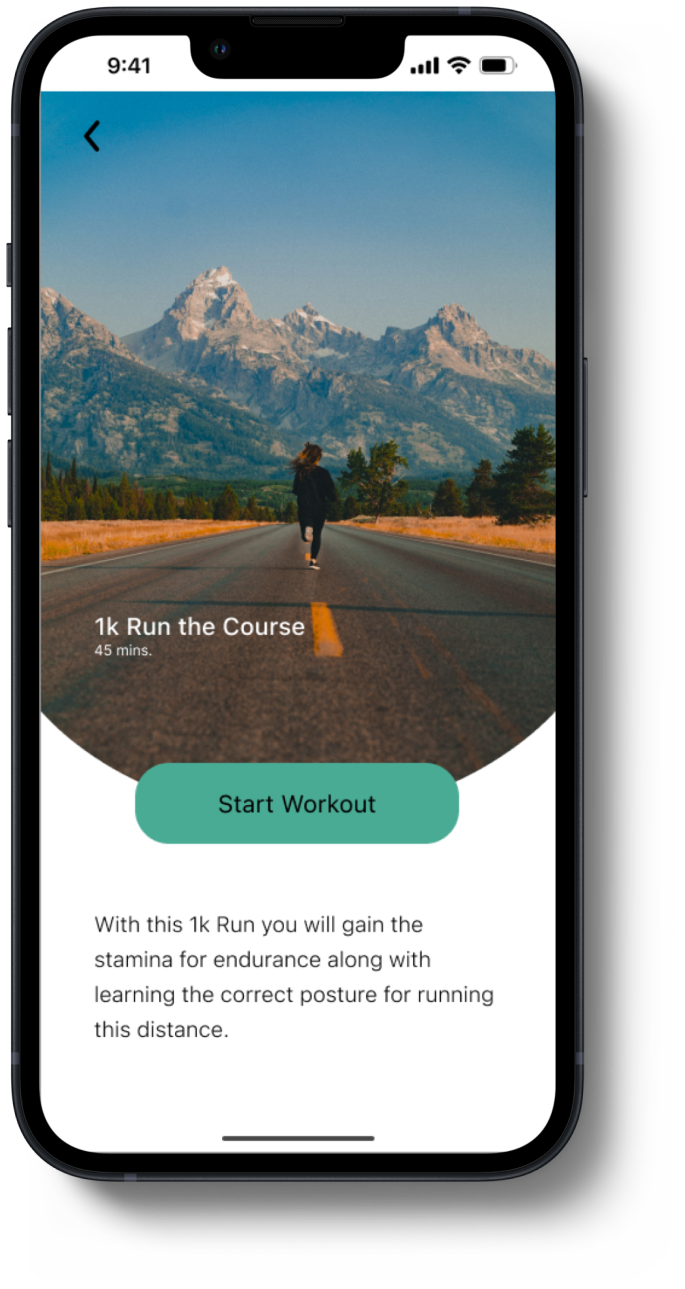 9:41
1k Run the Course
45 mins.
Start Workout
With this 1k Run you will gain the
stamina for endurance along with
learning the correct posture for running
this distance.